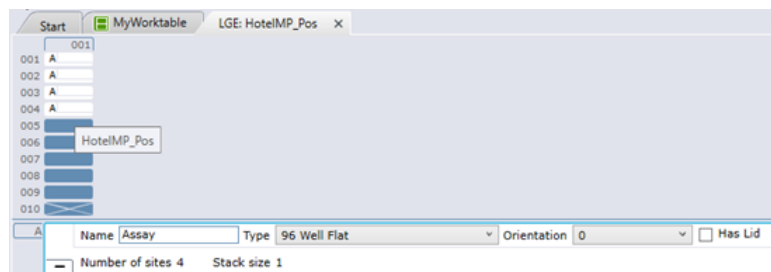 Start MyWorktable LGE: HotelMP_Pos X
001
001 A
002 A
003 A
004 A
005
006 HotelMP_Pos
007
008
009
010
A Name Assay Type 96 Well Flat Orientation 0 Has Lid
Number of sites 4 Stack size 1